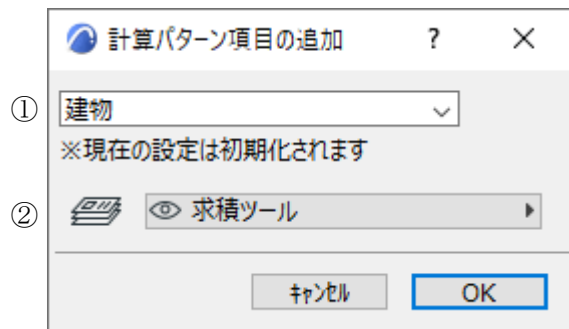 計算パターン項目の追加 ?
① 建物
※現在の設定は初期化されます
② 求積ツール
ｷｬﾝｾﾙ OK